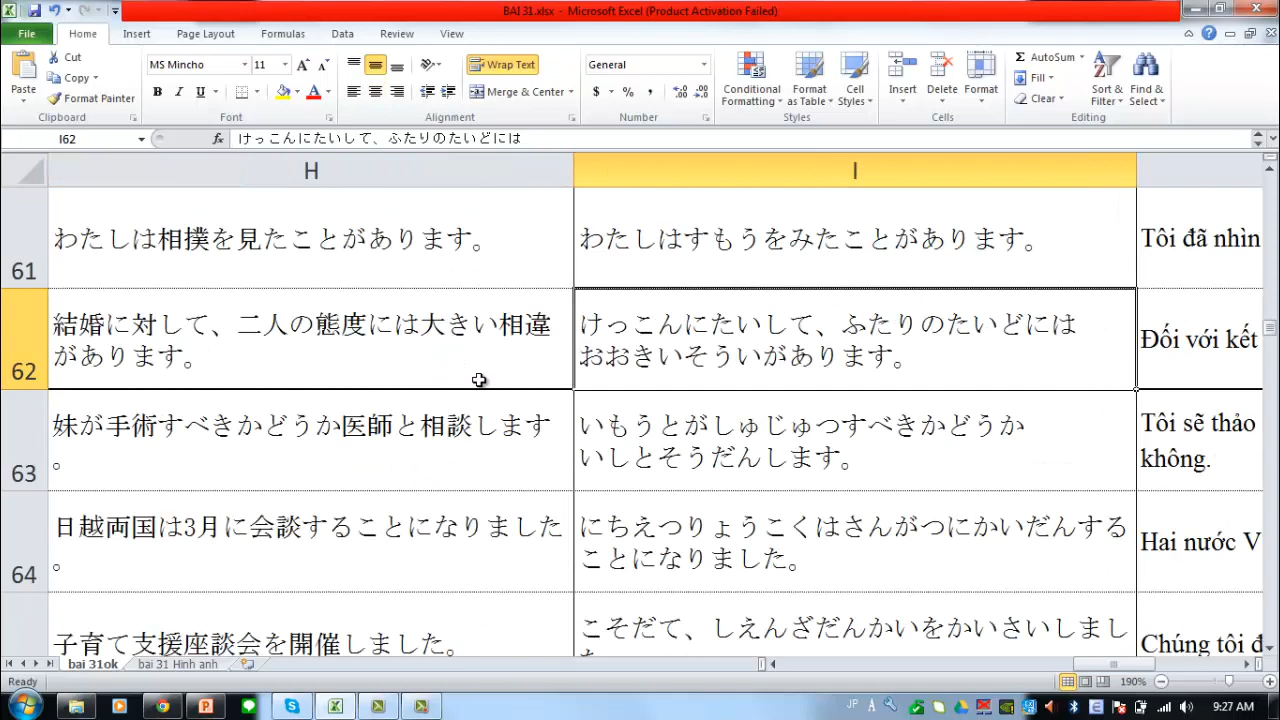 BAI 31.xlsx - Microsoft Excel (Product Activation Failed)
File Home Insert Page Layout Formulas Data Review View
Paste
Cut
Copy
Format Painter
Clipboard
MS Mincho 11
B I U
Font
Wrap Text
Merge & Center
Alignment
General
$ % ,
Number
Conditional Formatting
Format as Table
Cell Styles
Styles
Insert Delete Format
Cells
Σ AutoSum
Fill
Clear
Sort & Filter
Find & Select
Editing
I62 fx けっこんにたいして、ふたりのたいどには
H I
61 わたしは相撲を見たことがあります。 わたしはすもうをみたことがあります。 Tôi đã nhìn
62 結婚に対して、二人の態度には大きい相違
があります。
けっこんにたいして、ふたりのたいどには
おおきいそういがあります。
Đối với kết
63 妹が手術すべきかどうか医師と相談します
。
いもうとがしゅじゅつすべきかどうか
いしとそうだんします。
Tôi sẽ thảo
không.
64 日越両国は3月に会談することになりました
。
にちえつりょうこくはさんがつにかいだんする
ことになりました。
Hai nước V
子育て支援座談会を開催しました。
こそだて、しえんざだんかいをかいさいしまし
Chúng tôi đ
bai 31ok bai 31 Hinh anh
Ready 190%
JP A 9:27 AM